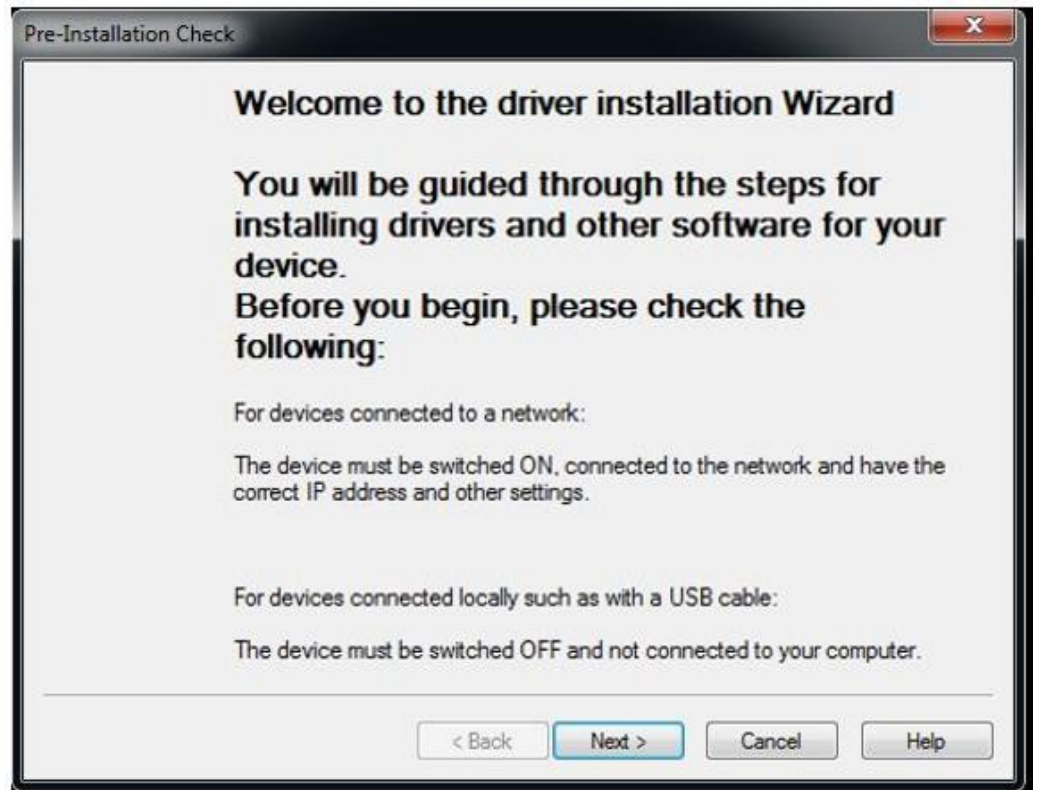 Pre-Installation Check
Welcome to the driver installation Wizard
You will be guided through the steps for
installing drivers and other software for your
device.
Before you begin, please check the
following:
For devices connected to a network:
The device must be switched ON, connected to the network and have the
correct IP address and other settings.
For devices connected locally such as with a USB cable:
The device must be switched OFF and not connected to your computer.
< Back Next > Cancel Help